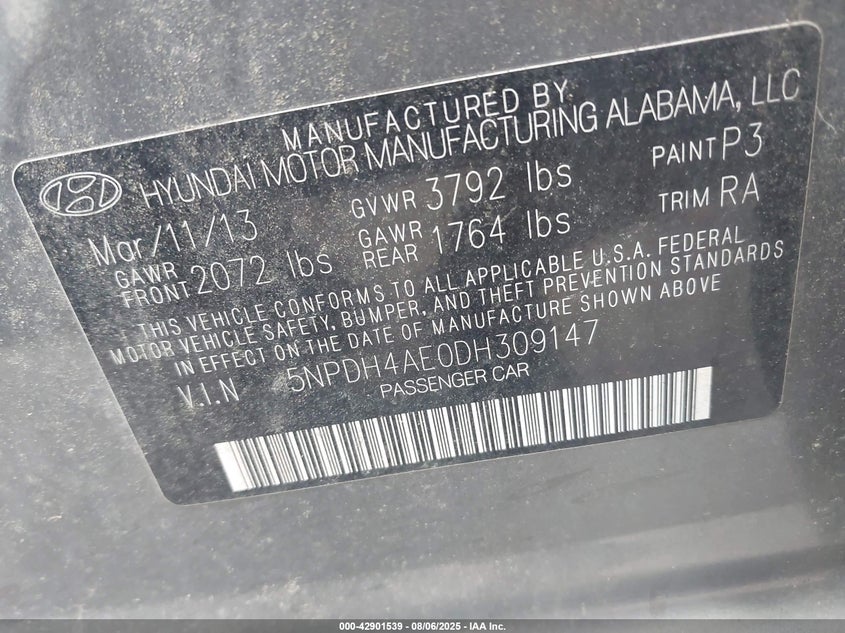 MANUFACTURED BY
HYUNDAI MOTOR MANUFACTURING ALABAMA, LLC
Mar/11/13 GVWR 3792 lbs PAINT P3
GAWR FRONT 2072 lbs GAWR REAR 1764 lbs TRIM RA
THIS VEHICLE CONFORMS TO ALL APPLICABLE U.S.A. FEDERAL
MOTOR VEHICLE SAFETY, BUMPER, AND THEFT PREVENTION STANDARDS
IN EFFECT ON THE DATE OF MANUFACTURE SHOWN ABOVE
V.I.N 5NPDH4AE0DH309147
PASSENGER CAR
000-42901539 - 08/06/2025 - IAA Inc.